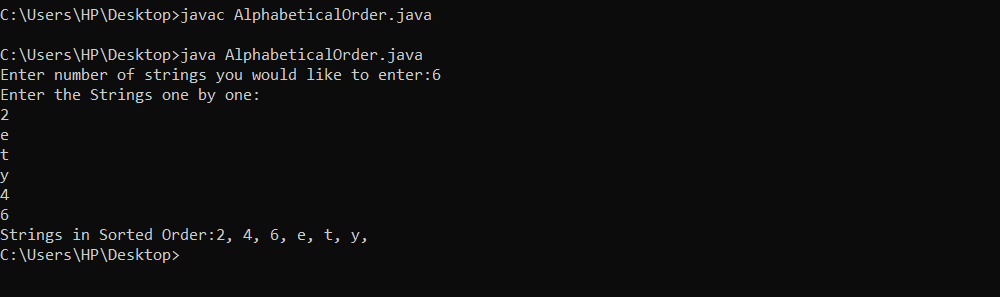 C:\Users\HP\Desktop>javac AlphabeticalOrder.java
C:\Users\HP\Desktop>java AlphabeticalOrder.java
Enter number of strings you would like to enter:6
Enter the Strings one by one:
2
e
t
y
4
6
Strings in Sorted Order:2, 4, 6, e, t, y,
C:\Users\HP\Desktop>